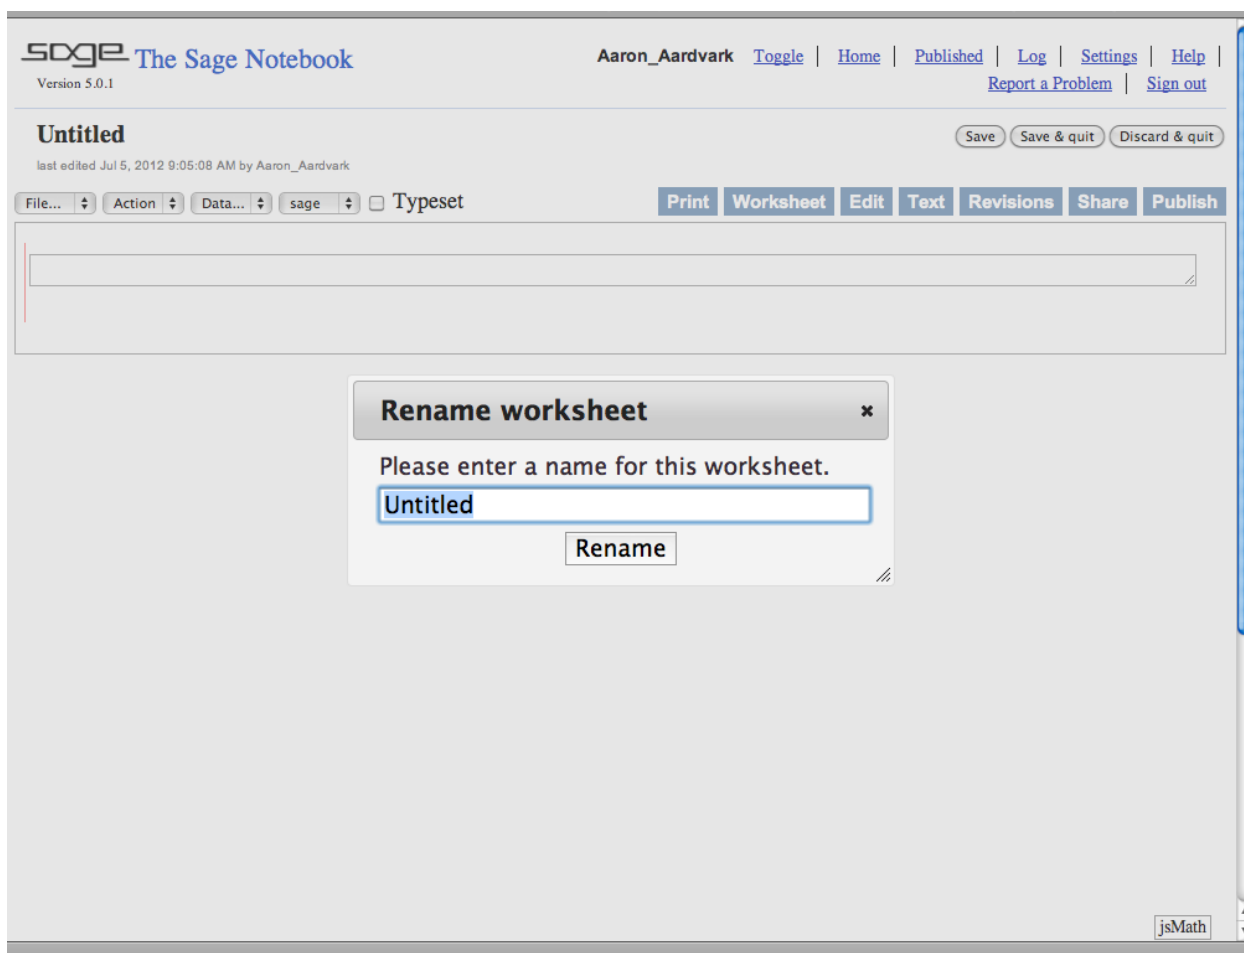 sage The Sage Notebook
Version 5.0.1
Aaron_Aardvark Toggle | Home | Published | Log | Settings | Help |
Report a Problem | Sign out
Untitled
last edited Jul 5, 2012 9:05:08 AM by Aaron_Aardvark
Save Save & quit Discard & quit
File... Action Data... sage Typeset
Print Worksheet Edit Text Revisions Share Publish
Rename worksheet
Please enter a name for this worksheet.
Untitled
Rename
jsMath